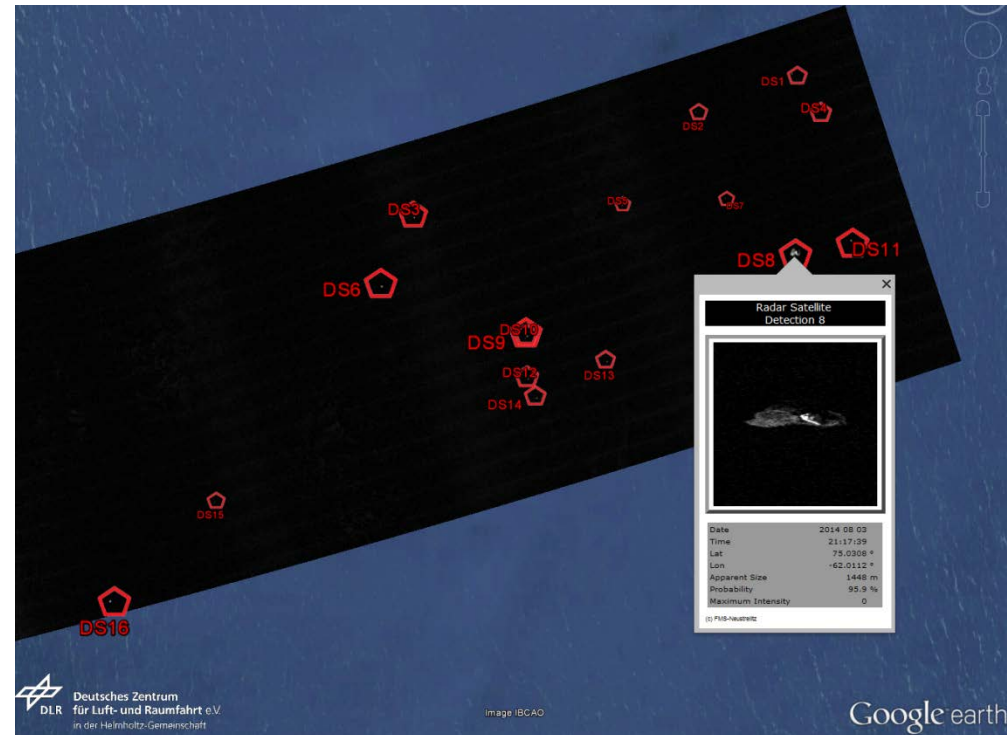 DS1
DS4
DS2
DS3
DS5
DS7
DS11
DS8
DS6
DS10
DS9
DS12
DS13
DS14
DS15
DS16
Radar Satellite
Detection 8
Date 2014 08 03
Time 21:17:39
Lat 75.0308 °
Lon -62.0112 °
Apparent Size 1448 m
Probability 95.9 %
Maximum Intensity 0
(c) FMS-Neustrelitz
DLR
Deutsches Zentrum
für Luft- und Raumfahrt e.V.
in der Helmholtz-Gemeinschaft
Image IBCAO
Google earth